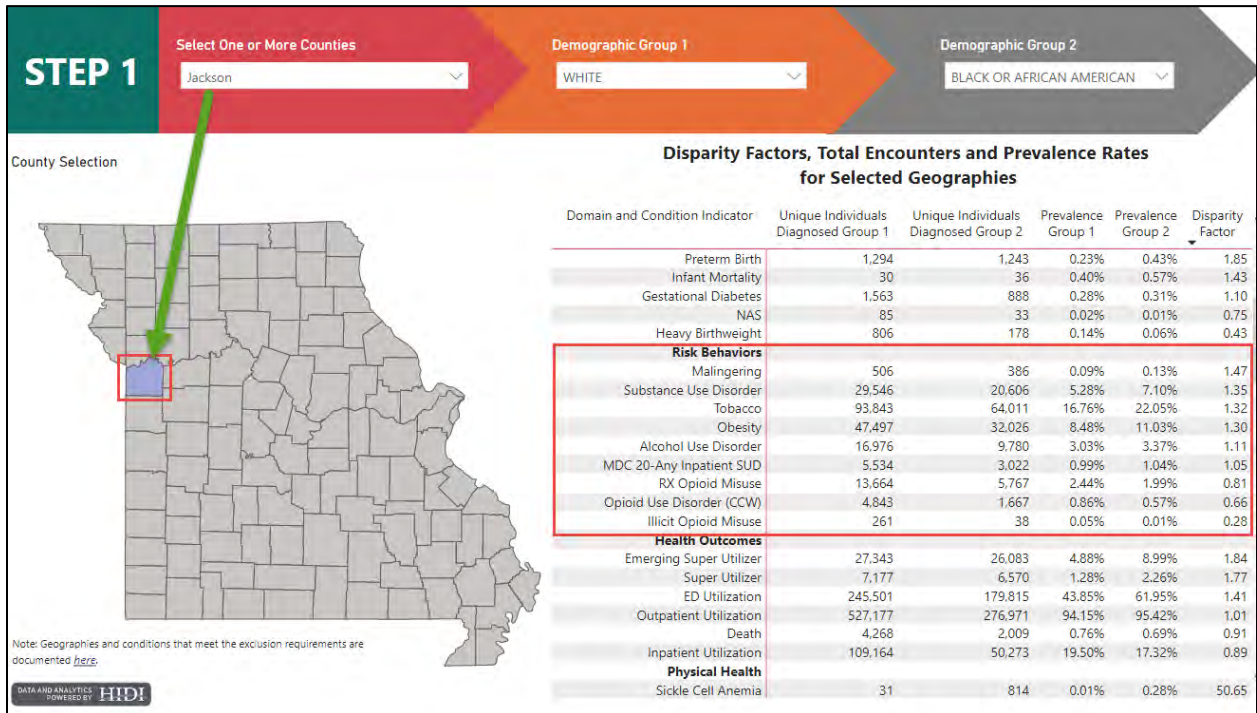 STEP 1
Select One or More Counties
Jackson
Demographic Group 1
WHITE
Demographic Group 2
BLACK OR AFRICAN AMERICAN
County Selection
Disparity Factors, Total Encounters and Prevalence Rates
for Selected Geographies
Domain and Condition Indicator Unique Individuals Diagnosed Group 1 Unique Individuals Diagnosed Group 2 Prevalence Group 1 Prevalence Group 2 Disparity Factor
Preterm Birth 1,294 1,243 0.23% 0.43% 1.85
Infant Mortality 30 36 0.40% 0.57% 1.43
Gestational Diabetes 1,563 888 0.28% 0.31% 1.10
NAS 85 33 0.02% 0.01% 0.75
Heavy Birthweight 806 178 0.14% 0.06% 0.43
Risk Behaviors
Malingering 506 386 0.09% 0.13% 1.47
Substance Use Disorder 29,546 20,606 5.28% 7.10% 1.35
Tobacco 93,843 64,011 16.76% 22.05% 1.32
Obesity 47,497 32,026 8.48% 11.03% 1.30
Alcohol Use Disorder 16,976 9,780 3.03% 3.37% 1.11
MDC 20-Any Inpatient SUD 5,534 3,022 0.99% 1.04% 1.05
RX Opioid Misuse 13,664 5,767 2.44% 1.99% 0.81
Opioid Use Disorder (CCW) 4,843 1,667 0.86% 0.57% 0.66
Illicit Opioid Misuse 261 38 0.05% 0.01% 0.28
Health Outcomes
Emerging Super Utilizer 27,343 26,083 4.88% 8.99% 1.84
Super Utilizer 7,177 6,570 1.28% 2.26% 1.77
ED Utilization 245,501 179,815 43.85% 61.95% 1.41
Outpatient Utilization 527,177 276,971 94.15% 95.42% 1.01
Death 4,268 2,009 0.76% 0.69% 0.91
Inpatient Utilization 109,164 50,273 19.50% 17.32% 0.89
Physical Health
Sickle Cell Anemia 31 814 0.01% 0.28% 50.65
Note: Geographies and conditions that meet the exclusion requirements are
documented here.
DATA AND ANALYTICS
POWERED BY HIDI